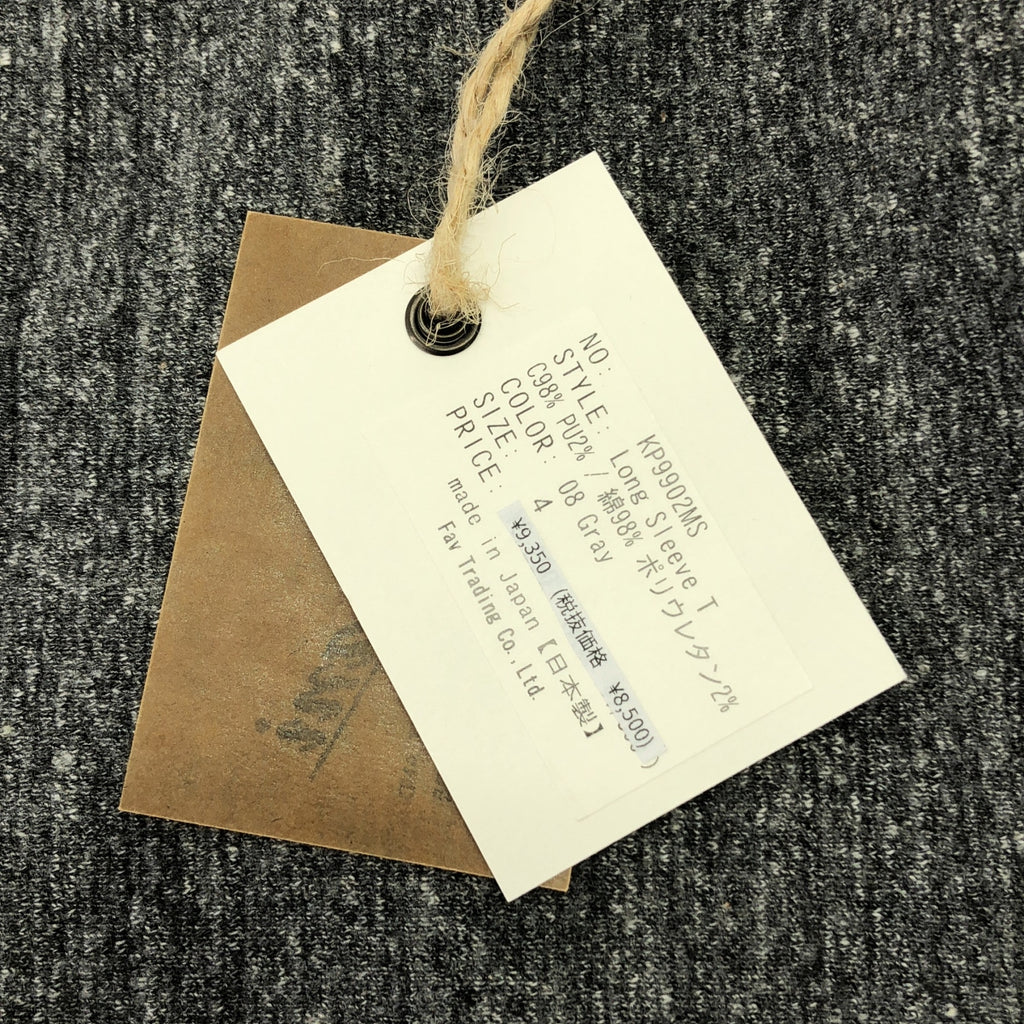 NO: KP9902MS
STYLE: Long Sleeve T
C98% PU2% / 綿98% ポリウレタン2%
COLOR: 08 Gray
SIZE: 4
PRICE: ¥9,350 (税抜価格 ¥8,500)
made in Japan【日本製】
Fav Trading Co.,Ltd.